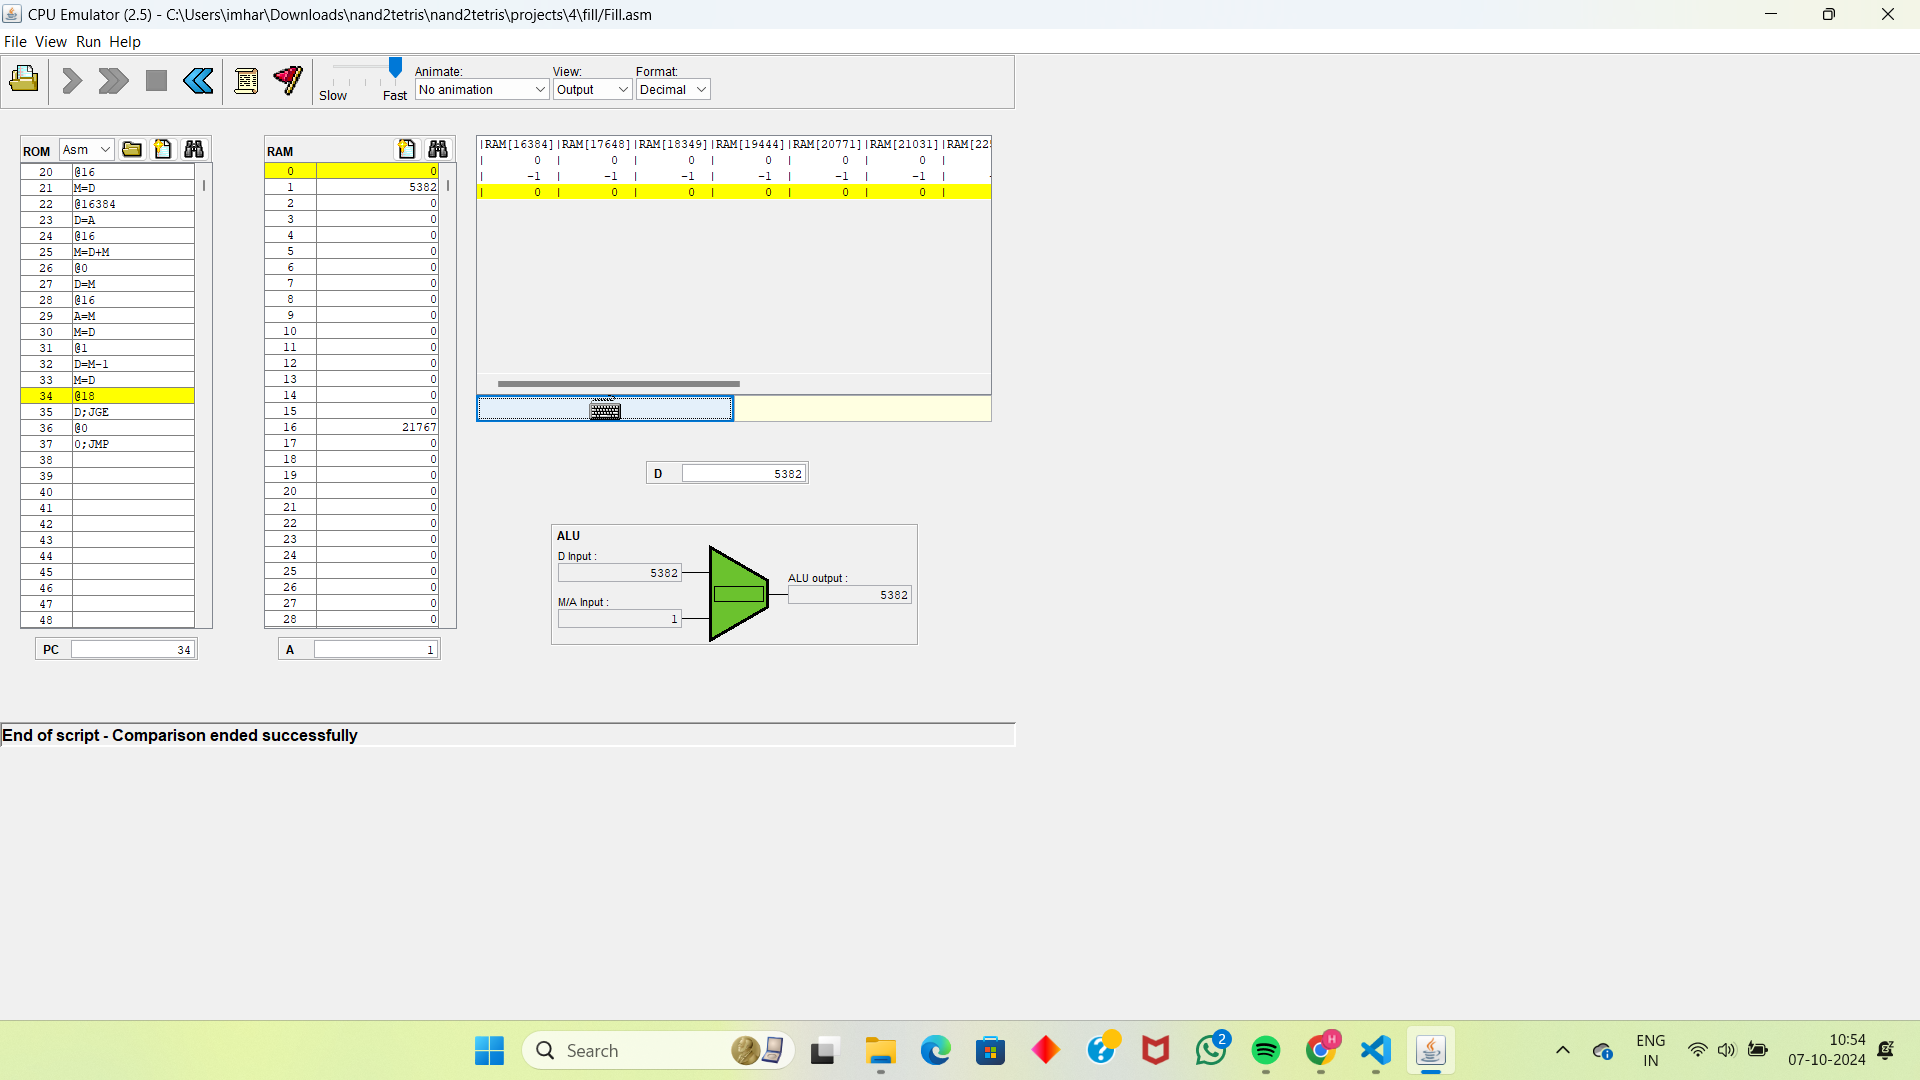 CPU Emulator (2.5) - C:\Users\imhar\Downloads\nand2tetris\nand2tetris\projects\4\fill/Fill.asm
File View Run Help
Slow Fast
Animate:
No animation
View:
Output
Format:
Decimal
ROM Asm
20 @16
21 M=D
22 @16384
23 D=A
24 @16
25 M=D+M
26 @0
27 D=M
28 @16
29 A=M
30 M=D
31 @1
32 D=M-1
33 M=D
34 @18
35 D;JGE
36 @0
37 0;JMP
38
39
40
41
42
43
44
45
46
47
48
PC 34
RAM
0 0
1 5382
2 0
3 0
4 0
5 0
6 0
7 0
8 0
9 0
10 0
11 0
12 0
13 0
14 0
15 0
16 21767
17 0
18 0
19 0
20 0
21 0
22 0
23 0
24 0
25 0
26 0
27 0
28 0
A 1
|RAM[16384]|RAM[17648]|RAM[18349]|RAM[19444]|RAM[20771]|RAM[21031]|RAM[22
| 0 | 0 | 0 | 0 | 0 | 0 |
| -1 | -1 | -1 | -1 | -1 | -1 |
| 0 | 0 | 0 | 0 | 0 | 0 |
D 5382
ALU
D Input :
5382
M/A Input :
1
ALU output :
5382
End of script - Comparison ended successfully
Search
2
H
ENG
IN
10:54
07-10-2024